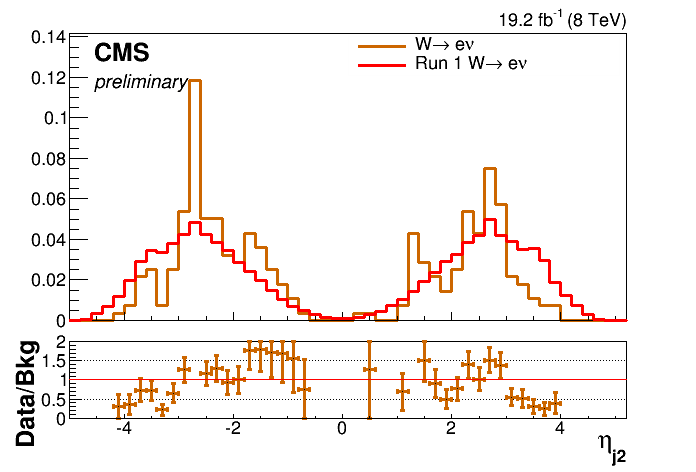 19.2 fb⁻¹ (8 TeV)
CMS
preliminary
W→ eν
Run 1 W→ eν
0.14
0.12
0.1
0.08
0.06
0.04
0.02
0
Data/Bkg
2
1.5
1
0.5
0
−4 −2 0 2 4
η_j2